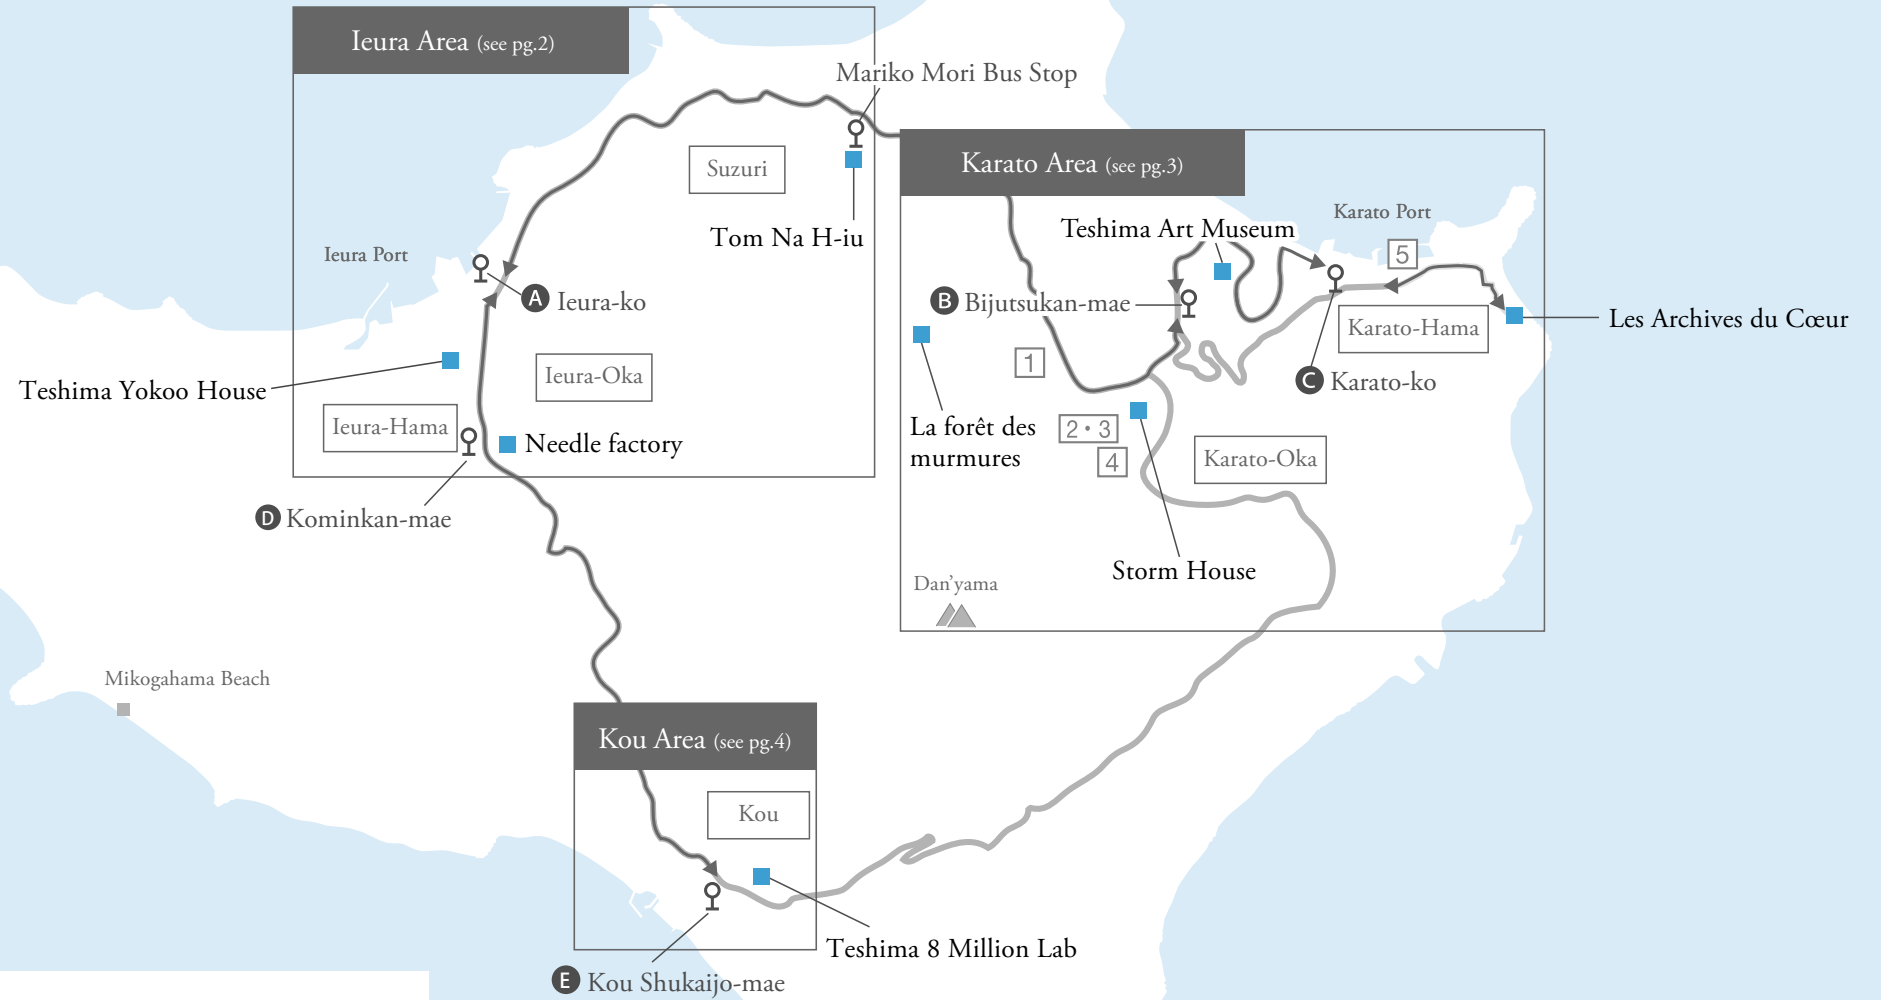 Ieura Area (see pg.2)
Mariko Mori Bus Stop
Suzuri
Tom Na H-iu
Ieura Port
A Ieura-ko
Teshima Yokoo House
Ieura-Oka
Ieura-Hama
Needle factory
D Kominkan-mae
Karato Area (see pg.3)
Karato Port
Teshima Art Museum
5
B Bijutsukan-mae
Karato-Hama
Les Archives du Cœur
1
C Karato-ko
La forêt des
murmures
2・3
4
Karato-Oka
Storm House
Dan’yama
Mikogahama Beach
Kou Area (see pg.4)
Kou
Teshima 8 Million Lab
E Kou Shukaijo-mae